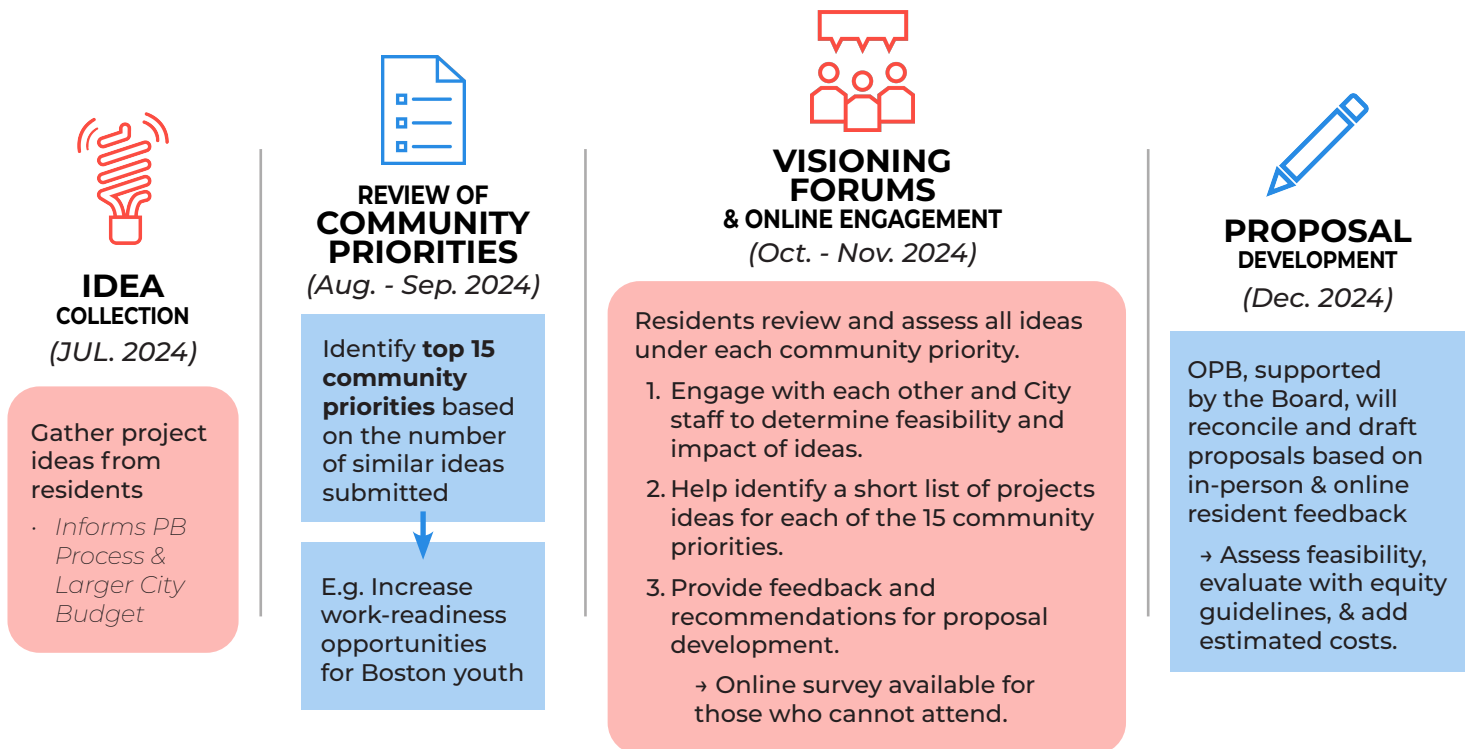 IDEA
COLLECTION
(JUL. 2024)
Gather project
ideas from
residents
· Informs PB
Process &
Larger City
Budget
REVIEW OF
COMMUNITY
PRIORITIES
(Aug. - Sep. 2024)
Identify top 15
community
priorities based
on the number
of similar ideas
submitted
E.g. Increase
work-readiness
opportunities
for Boston youth
VISIONING
FORUMS
& ONLINE ENGAGEMENT
(Oct. - Nov. 2024)
Residents review and assess all ideas
under each community priority.
1. Engage with each other and City
staff to determine feasibility and
impact of ideas.
2. Help identify a short list of projects
ideas for each of the 15 community
priorities.
3. Provide feedback and
recommendations for proposal
development.
→ Online survey available for
those who cannot attend.
PROPOSAL
DEVELOPMENT
(Dec. 2024)
OPB, supported
by the Board, will
reconcile and draft
proposals based on
in-person & online
resident feedback
→ Assess feasibility,
evaluate with equity
guidelines, & add
estimated costs.